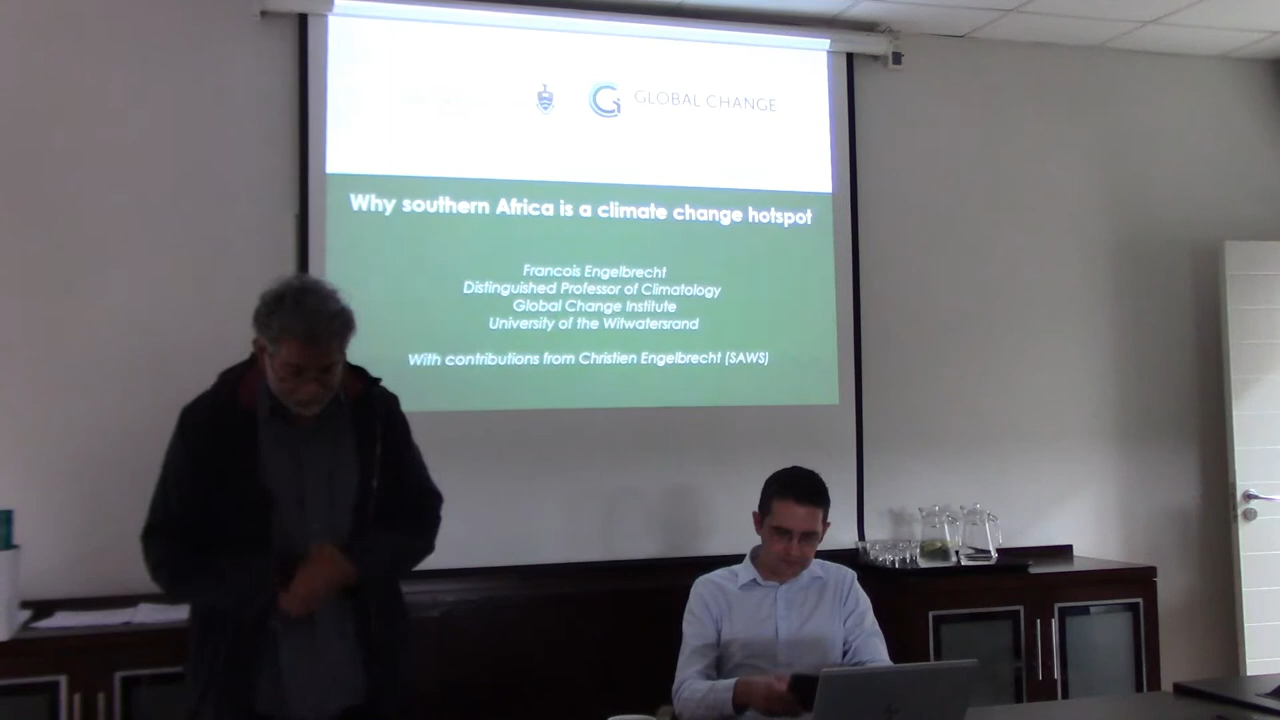 GLOBAL CHANGE
Why southern Africa is a climate change hotspot
Francois Engelbrecht
Distinguished Professor of Climatology
Global Change Institute
University of the Witwatersrand
With contributions from Christien Engelbrecht (SAWS)